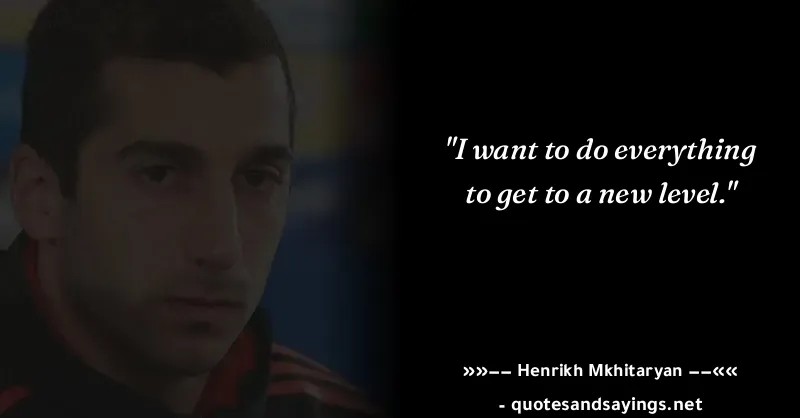 "I want to do everything
to get to a new level."
»»−− Henrikh Mkhitaryan −−««
- quotesandsayings.net